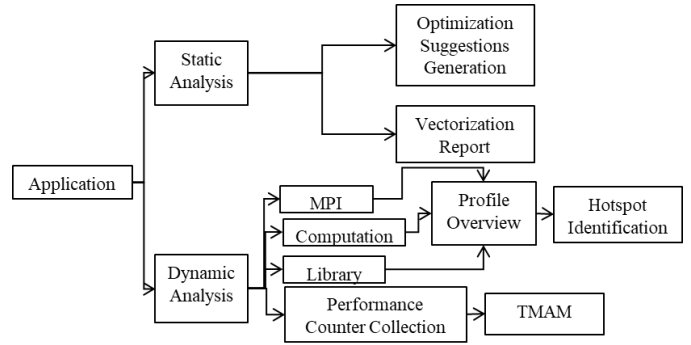 Optimization
Suggestions
Generation
Static
Analysis
Vectorization
Report
Application
MPI
Profile
Overview
Hotspot
Identification
Computation
Dynamic
Analysis
Library
Performance
Counter Collection
TMAM